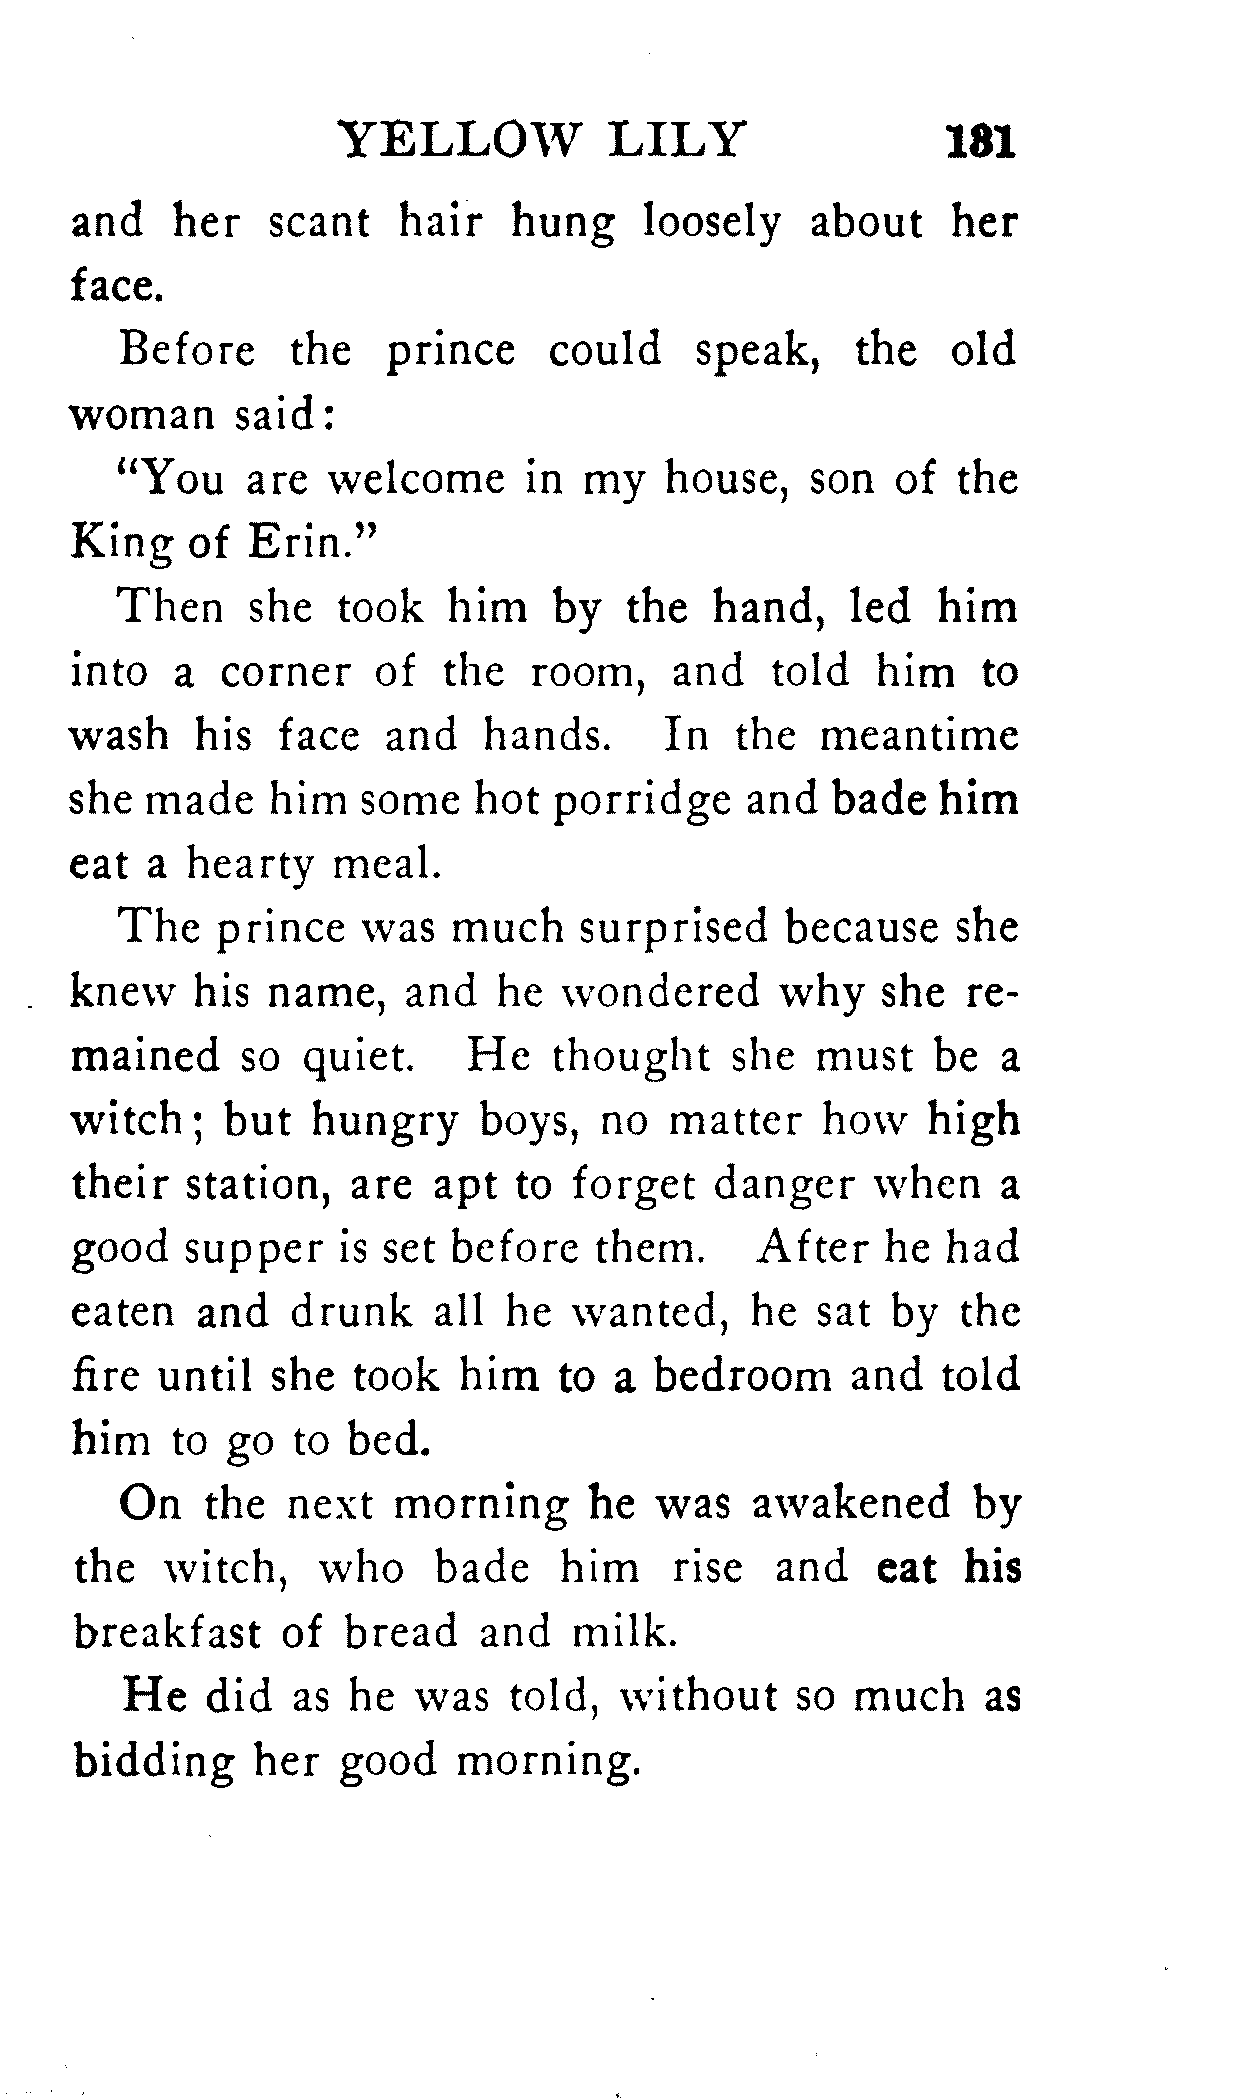 YELLOW LILY 181
and her scant hair hung loosely about her
face.
Before the prince could speak, the old
woman said:
"You are welcome in my house, son of the
King of Erin."
Then she took him by the hand, led him
into a corner of the room, and told him to
wash his face and hands. In the meantime
she made him some hot porridge and bade him
eat a hearty meal.
The prince was much surprised because she
knew his name, and he wondered why she re-
mained so quiet. He thought she must be a
witch; but hungry boys, no matter how high
their station, are apt to forget danger when a
good supper is set before them. After he had
eaten and drunk all he wanted, he sat by the
fire until she took him to a bedroom and told
him to go to bed.
On the next morning he was awakened by
the witch, who bade him rise and eat his
breakfast of bread and milk.
He did as he was told, without so much as
bidding her good morning.